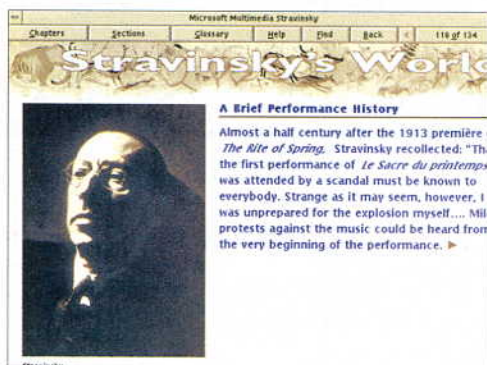 Microsoft Multimedia Stravinsky
Chapters Sections Glossary Help Find Back < 118 of 134
Stravinsky's Worl
A Brief Performance History
Almost a half century after the 1913 première
The Rite of Spring, Stravinsky recollected: "Tha
the first performance of Le Sacre du printemps
was attended by a scandal must be known to
everybody. Strange as it may seem, however, I
was unprepared for the explosion myself.... Mil
protests against the music could be heard from
the very beginning of the performance. ►
Stravinsky